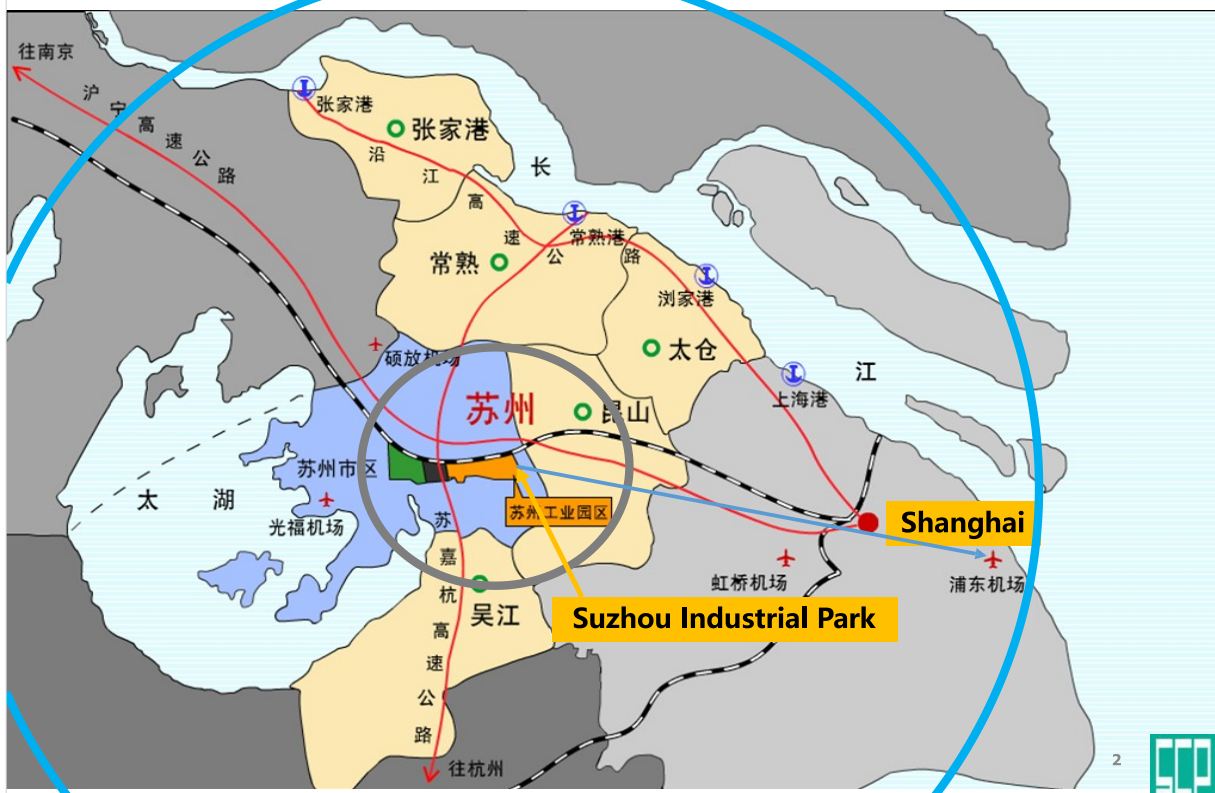 往南京
沪宁高速公路
张家港
张家港
沿江高速公路
长
常熟港
常熟
浏家港
太仓
江
硕放机场
上海港
苏州
昆山
苏州市区
太 湖
光福机场
苏州工业园区
Shanghai
苏嘉杭高速公路
虹桥机场
浦东机场
吴江
Suzhou Industrial Park
往杭州
2
SCP